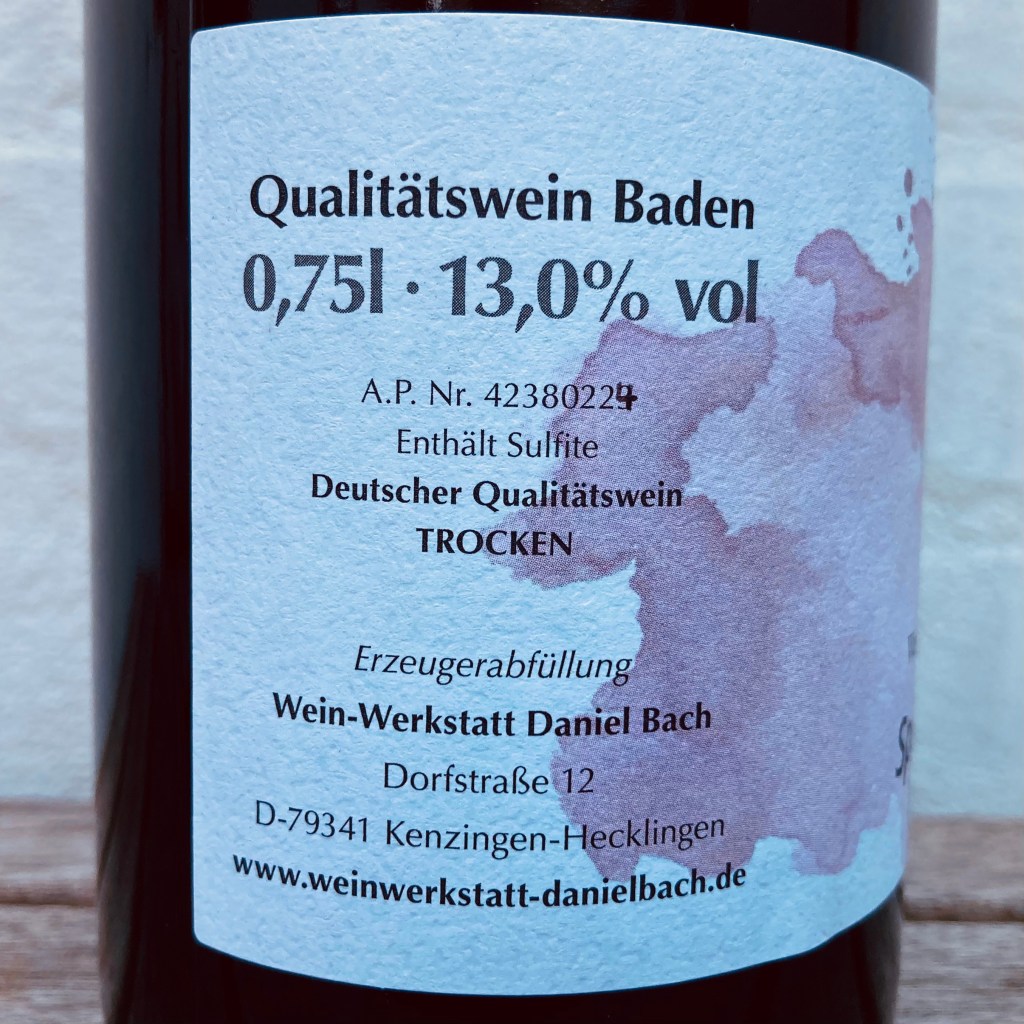 Qualitätswein Baden
0,75l · 13,0% vol
A.P. Nr. 42380224
Enthält Sulfite
Deutscher Qualitätswein
TROCKEN
Erzeugerabfüllung
Wein-Werkstatt Daniel Bach
Dorfstraße 12
D-79341 Kenzingen-Hecklingen
www.weinwerkstatt-danielbach.de